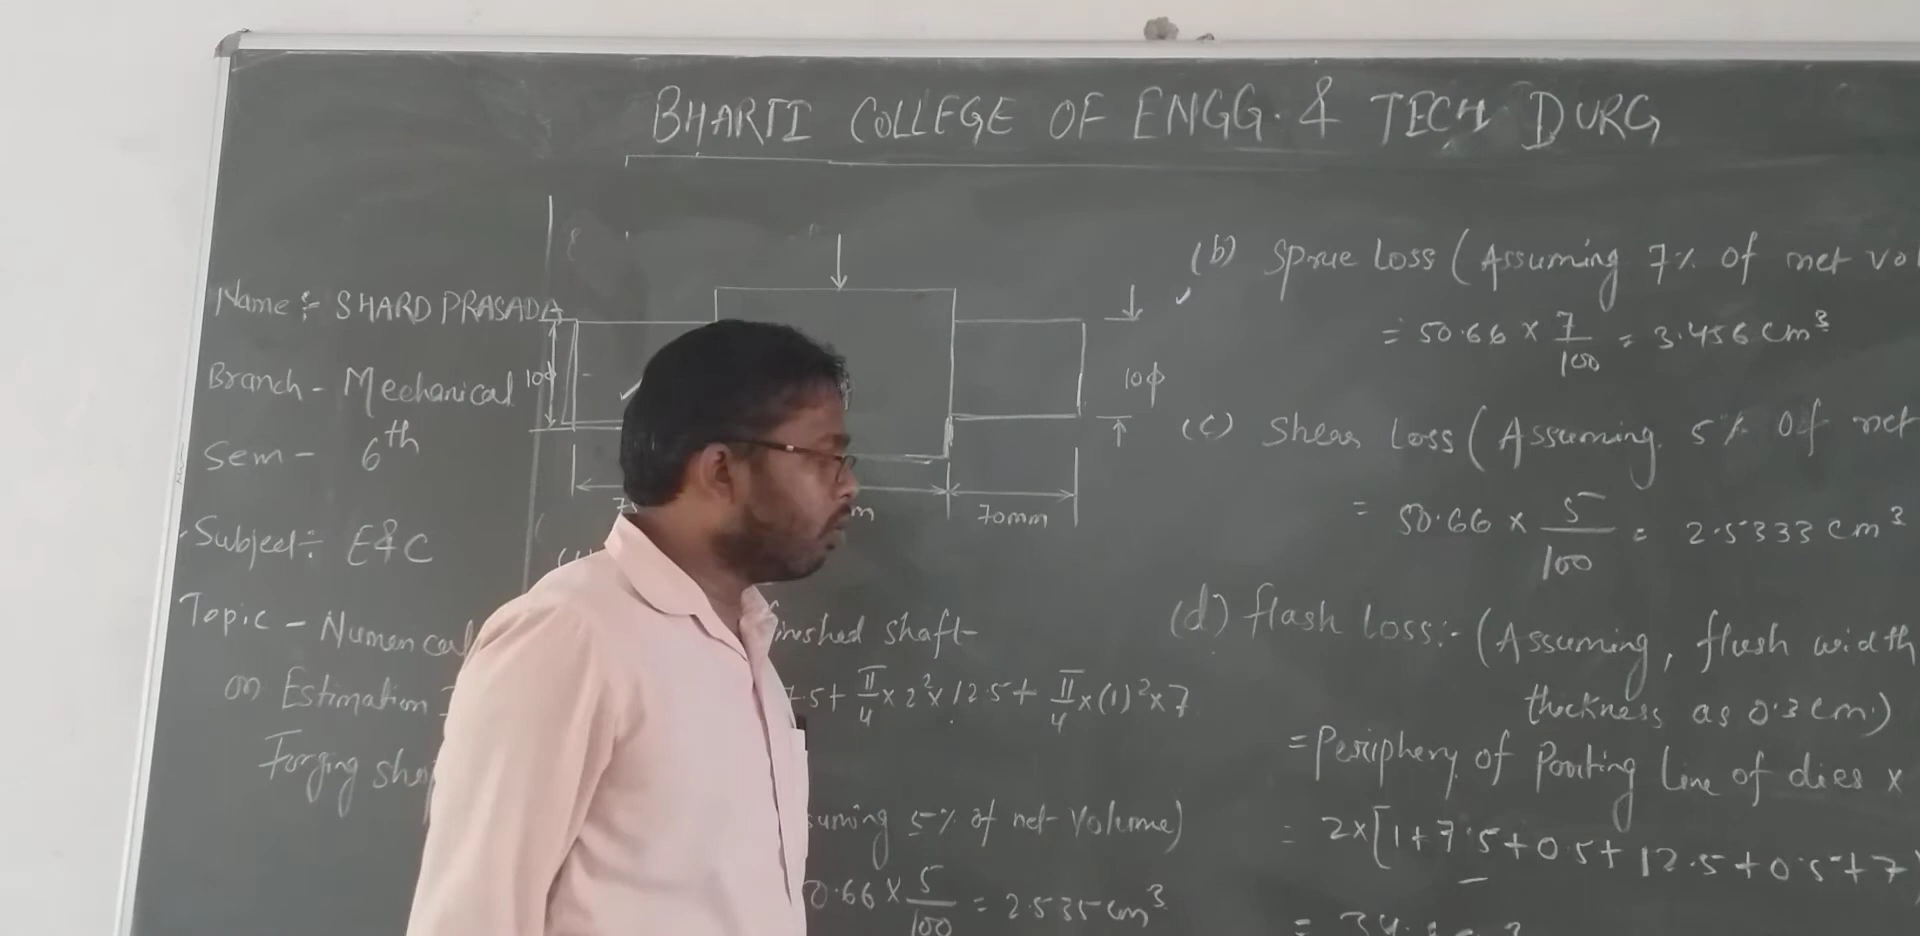 BHARTI COLLEGE OF ENGG. & TECH DURG
Name :- SHARD PRASADA
Branch - Mechanical
Sem - 6th
Subject :- E&C
Topic - Numerical
on Estimation
Forging shop
10ϕ
10ϕ
70mm
finished shaft
7.5+ π/4 × 2² × 12.5 + π/4 × (1)² × 7
suming 5% of net Volume)
0.66 × 5/100 = 2.535 cm³
(b) Sprue Loss (Assuming 7% of net vol
= 50.66 × 7/100 = 3.456 cm³
(c) Shear Loss (Assuming 5% Of net
= 50.66 × 5/100 = 2.5333 cm³
(d) flash Loss:- (Assuming, flash width
thickness as 0.3 cm.)
= Periphery of Parting Line of dies ×
= 2×[1+7.5+0.5+12.5+0.5+7